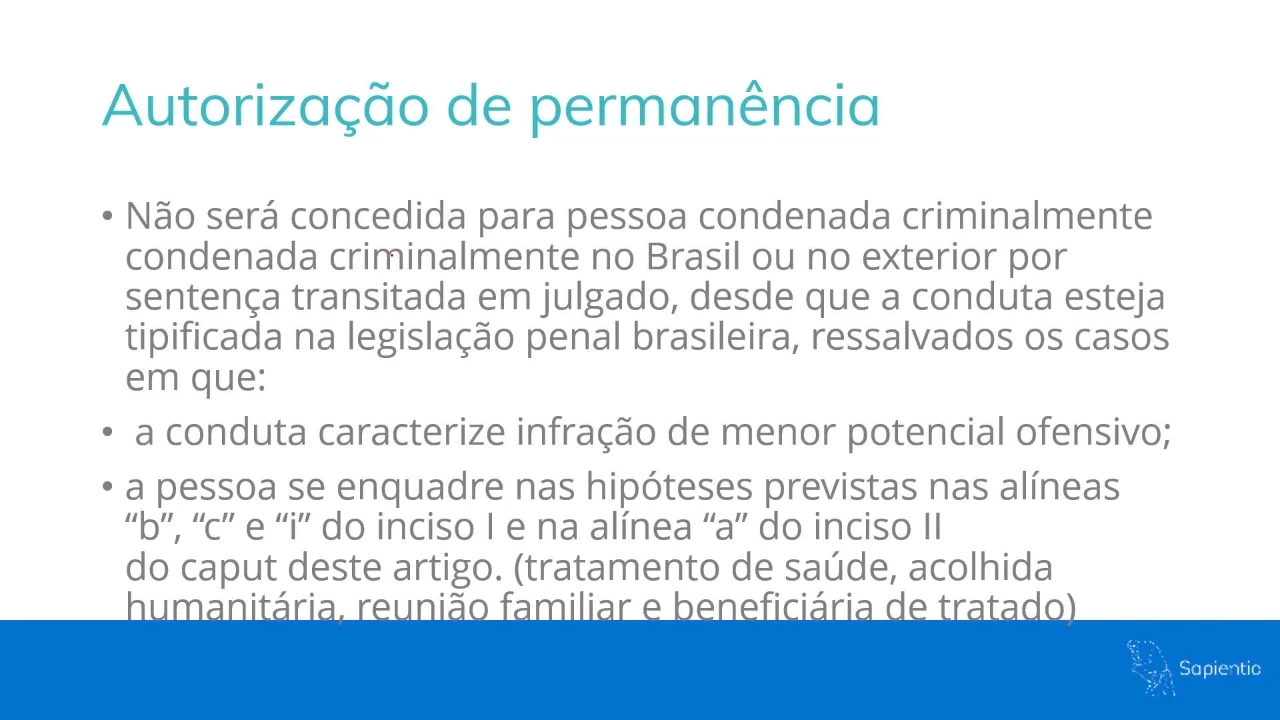 Autorização de permanência
• Não será concedida para pessoa condenada criminalmente
condenada criminalmente no Brasil ou no exterior por
sentença transitada em julgado, desde que a conduta esteja
tipificada na legislação penal brasileira, ressalvados os casos
em que:
• a conduta caracterize infração de menor potencial ofensivo;
• a pessoa se enquadre nas hipóteses previstas nas alíneas
“b”, “c” e “i” do inciso I e na alínea “a” do inciso II
do caput deste artigo. (tratamento de saúde, acolhida
humanitária, reunião familiar e beneficiária de tratado)
Sapientia